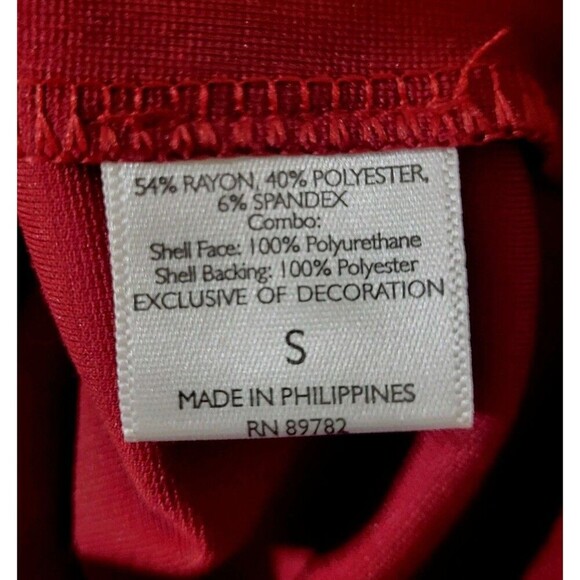 54% RAYON, 40% POLYESTER,
6% SPANDEX
Combo:
Shell Face: 100% Polyurethane
Shell Backing: 100% Polyester
EXCLUSIVE OF DECORATION
S
MADE IN PHILIPPINES
RN 89782